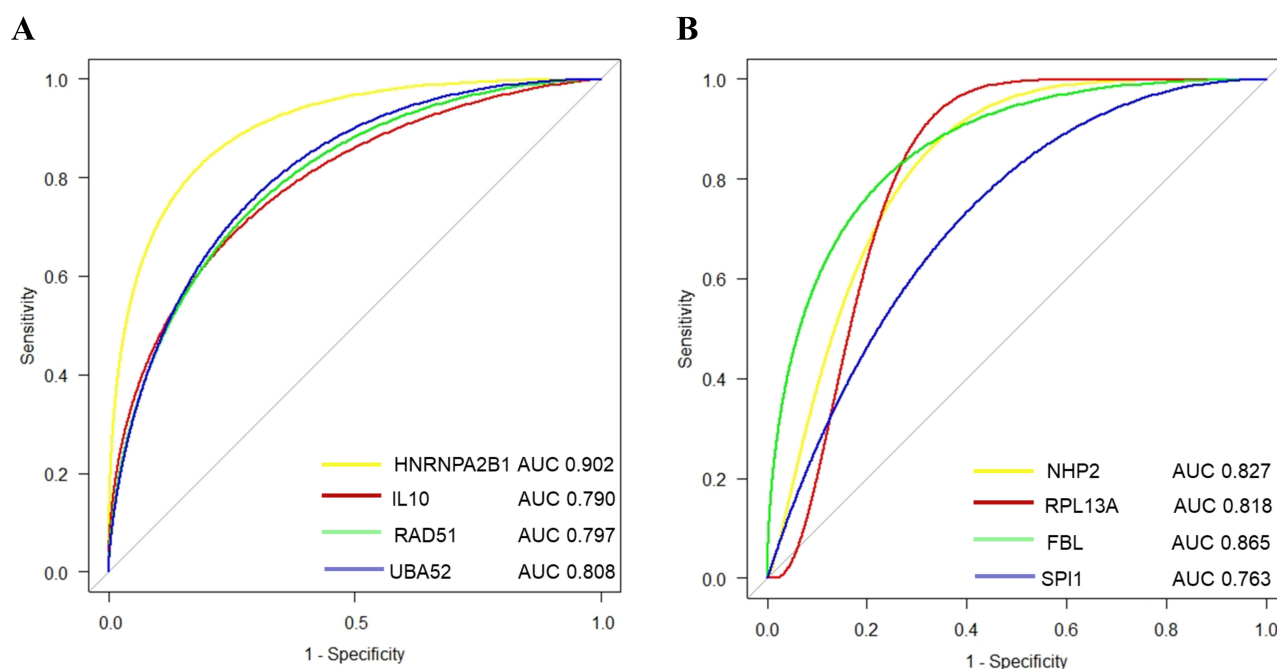 A
1.0
0.8
0.6
0.4
0.2
0.0
Sensitivity
HNRNPA2B1 AUC 0.902
IL10 AUC 0.790
RAD51 AUC 0.797
UBA52 AUC 0.808
0.0 0.5 1.0
1 - Specificity
B
1.0
0.8
0.6
0.4
0.2
0.0
Sensitivity
NHP2 AUC 0.827
RPL13A AUC 0.818
FBL AUC 0.865
SPI1 AUC 0.763
0.0 0.2 0.4 0.6 0.8 1.0
1 - Specificity